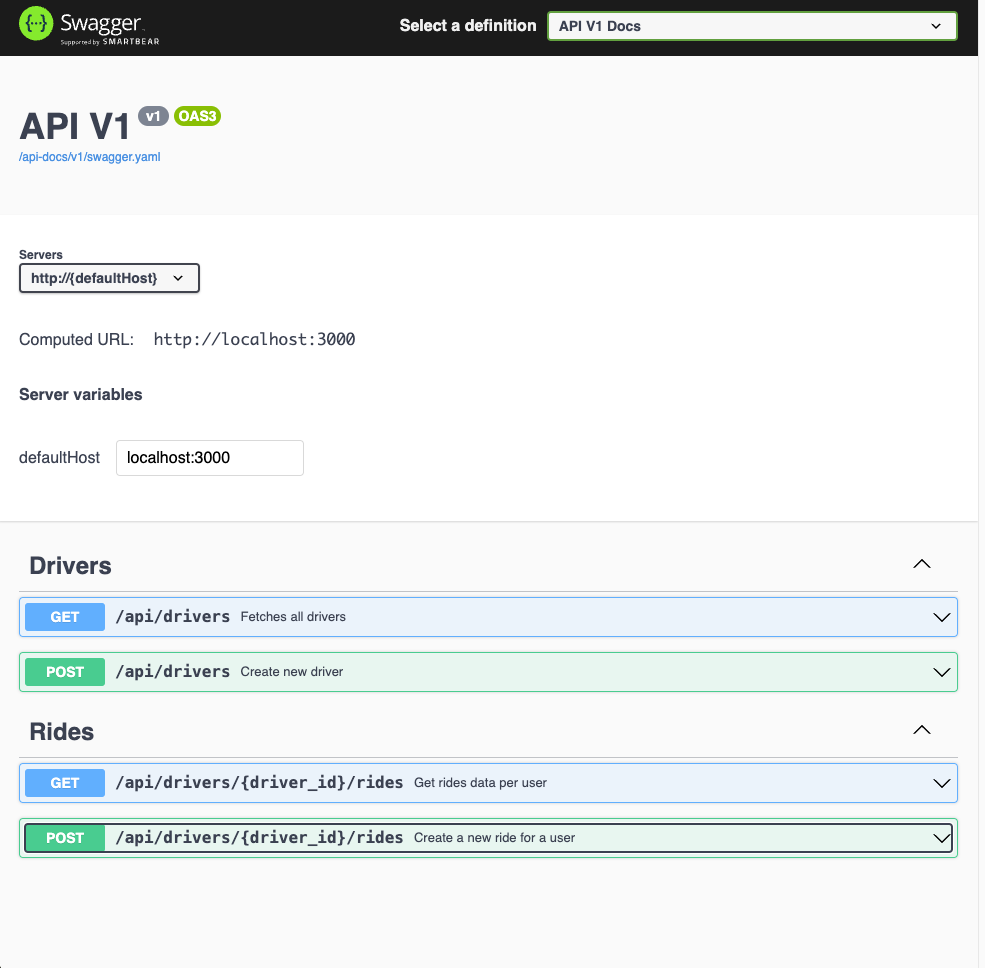 {···} Swagger.
Supported by SMARTBEAR
Select a definition API V1 Docs
API V1 v1 OAS3
/api-docs/v1/swagger.yaml
Servers
http://{defaultHost}
Computed URL: http://localhost:3000
Server variables
defaultHost localhost:3000
Drivers
GET /api/drivers Fetches all drivers
POST /api/drivers Create new driver
Rides
GET /api/drivers/{driver_id}/rides Get rides data per user
POST /api/drivers/{driver_id}/rides Create a new ride for a user